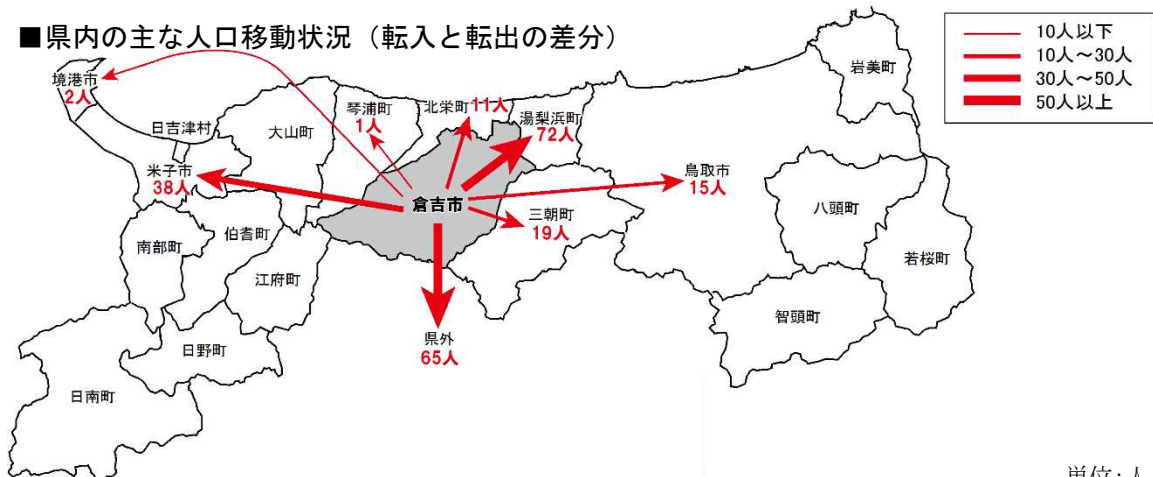 ■県内の主な人口移動状況（転入と転出の差分）
10人以下
10人～30人
30人～50人
50人以上
境港市
2人
日吉津村
大山町
琴浦町
1人
北栄町
11人
湯梨浜町
72人
岩美町
米子市
38人
倉吉市
鳥取市
15人
三朝町
19人
八頭町
南部町
伯耆町
江府町
若桜町
智頭町
県外
65人
日野町
日南町
単位：人